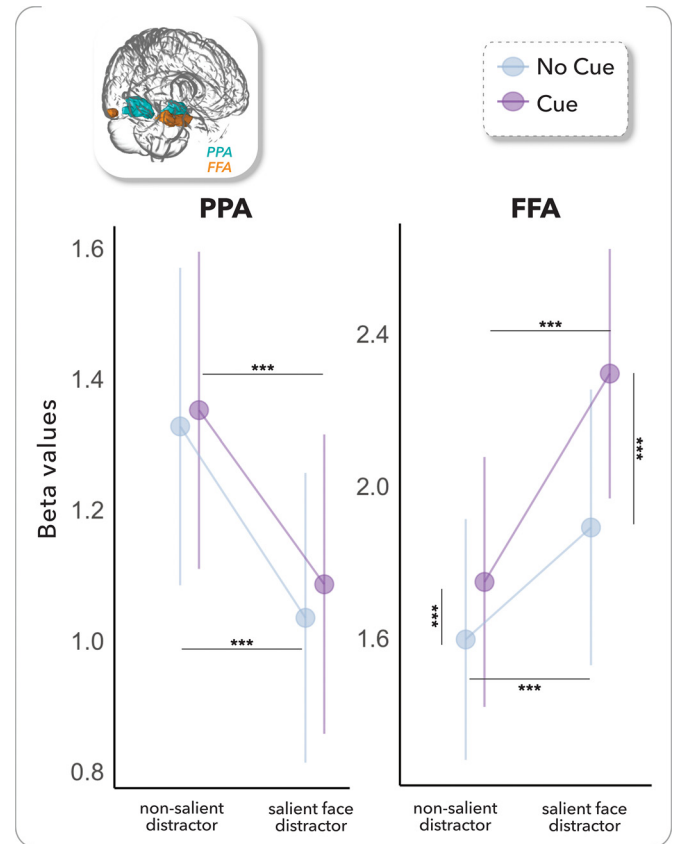 No Cue
Cue
PPA
FFA
PPA
FFA
Beta values
1.6
1.4
1.2
1.0
0.8
***
***
non-salient
distractor
salient face
distractor
2.4
2.0
1.6
***
***
***
***
non-salient
distractor
salient face
distractor